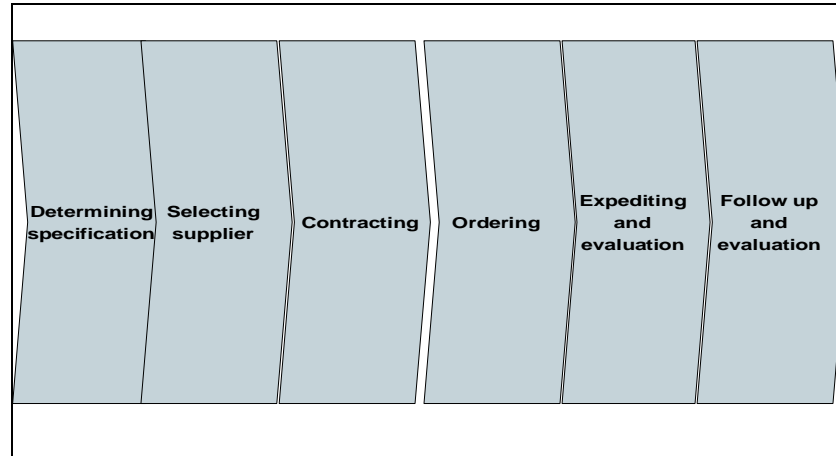 Determining
specification
Selecting
supplier
Contracting
Ordering
Expediting
and
evaluation
Follow up
and
evaluation